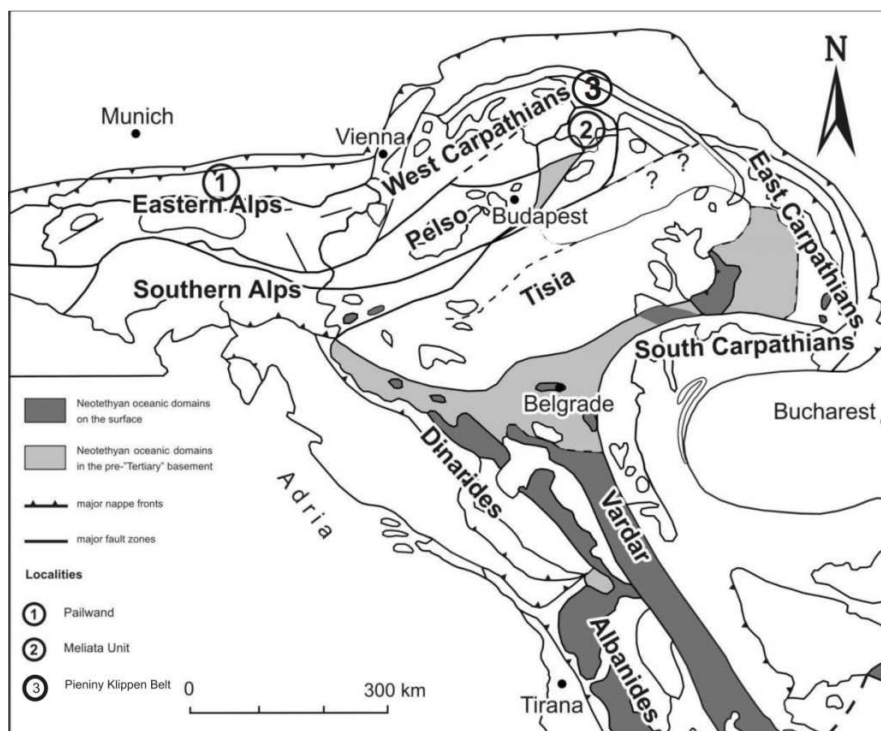 N
3
Munich
Vienna
2
West Carpathians
? ?
1
Eastern Alps
East Carpathians
Pelso
Budapest
?
Southern Alps
Tisia
South Carpathians
Neotethyan oceanic domains
on the surface
Belgrade
Bucharest
Neotethyan oceanic domains
in the pre-"Tertiary" basement
Dinarides
Adria
major nappe fronts
Vardar
major fault zones
Localities
1 Pailwand
2 Meliata Unit
Albanides
3 Pieniny Klippen Belt
0 300 km
Tirana